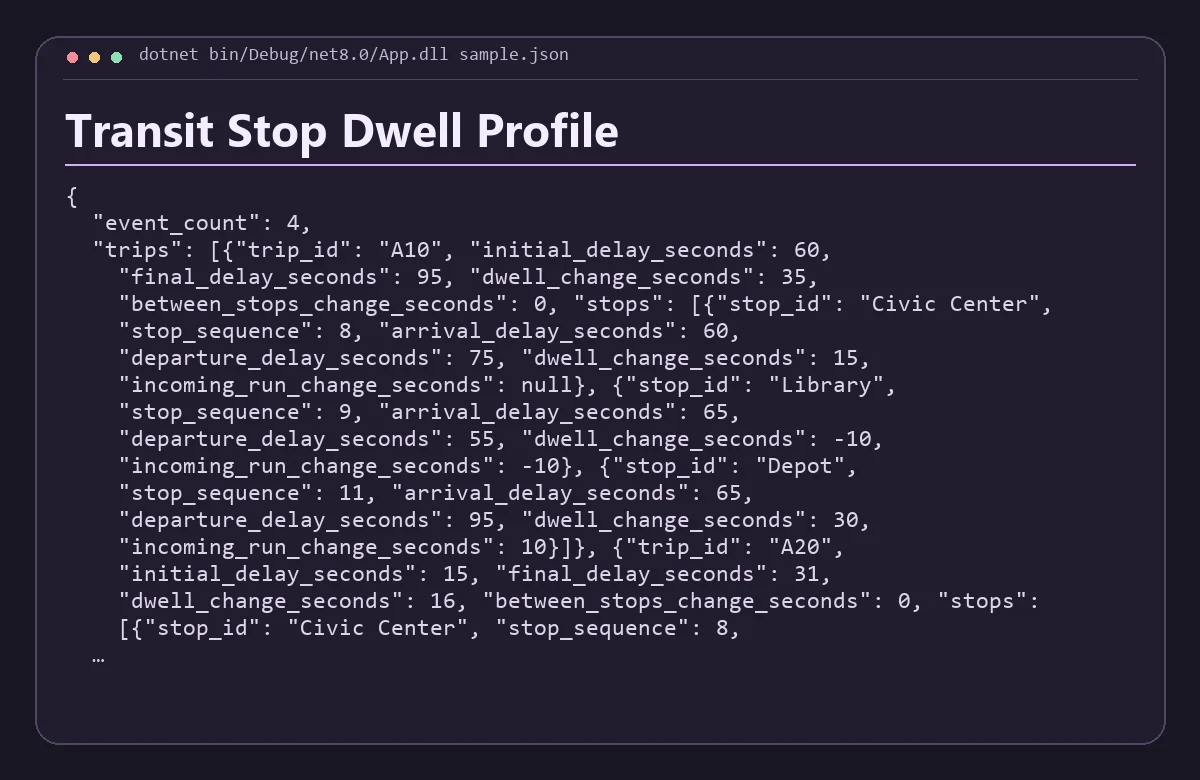 dotnet bin/Debug/net8.0/App.dll sample.json
Transit Stop Dwell Profile
{
  "event_count": 4,
  "trips": [{"trip_id": "A10", "initial_delay_seconds": 60,
    "final_delay_seconds": 95, "dwell_change_seconds": 35,
    "between_stops_change_seconds": 0, "stops": [{"stop_id": "Civic Center",
    "stop_sequence": 8, "arrival_delay_seconds": 60,
    "departure_delay_seconds": 75, "dwell_change_seconds": 15,
    "incoming_run_change_seconds": null}, {"stop_id": "Library",
    "stop_sequence": 9, "arrival_delay_seconds": 65,
    "departure_delay_seconds": 55, "dwell_change_seconds": -10,
    "incoming_run_change_seconds": -10}, {"stop_id": "Depot",
    "stop_sequence": 11, "arrival_delay_seconds": 65,
    "departure_delay_seconds": 95, "dwell_change_seconds": 30,
    "incoming_run_change_seconds": 10}]}, {"trip_id": "A20",
    "initial_delay_seconds": 15, "final_delay_seconds": 31,
    "dwell_change_seconds": 16, "between_stops_change_seconds": 0, "stops":
    [{"stop_id": "Civic Center", "stop_sequence": 8,
  …